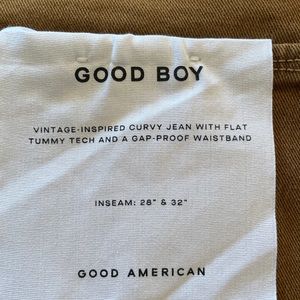 GOOD BOY
VINTAGE-INSPIRED CURVY JEAN WITH FLAT
TUMMY TECH AND A GAP-PROOF WAISTBAND
INSEAM: 28" & 32"
GOOD AMERICAN